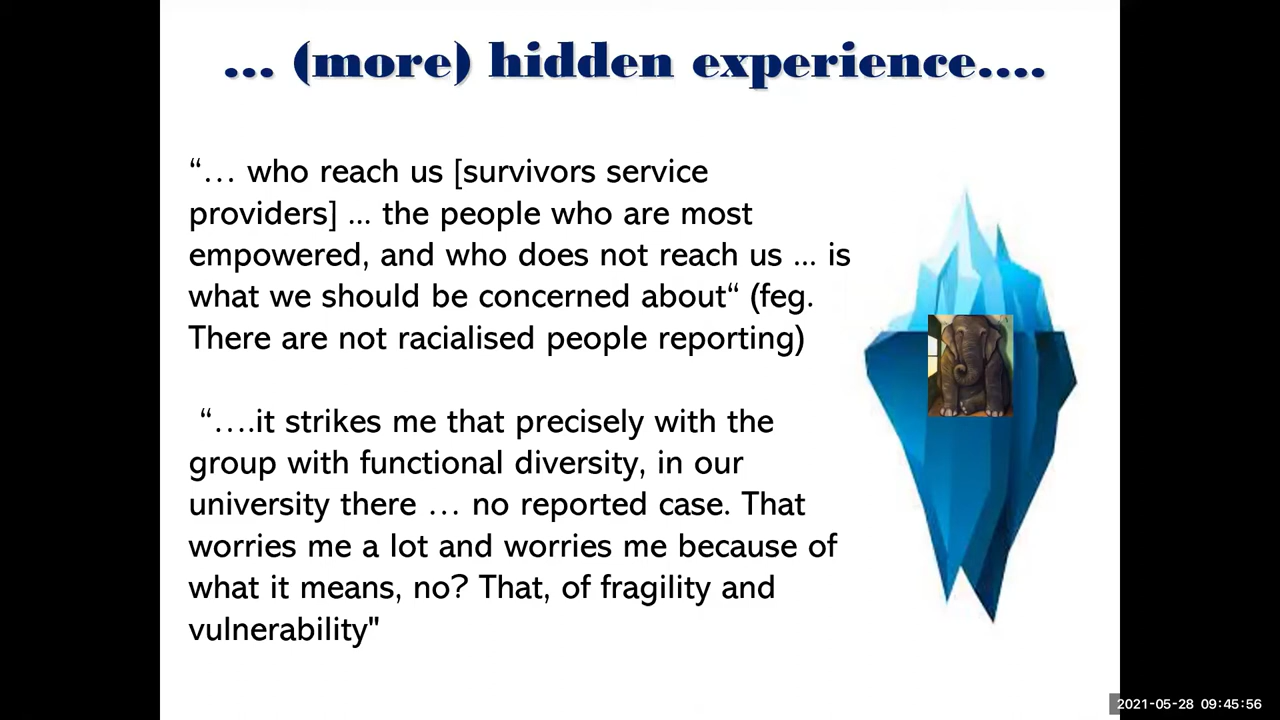 ... (more) hidden experience....
“… who reach us [survivors service
providers] ... the people who are most
empowered, and who does not reach us ... is
what we should be concerned about“ (feg.
There are not racialised people reporting)
“….it strikes me that precisely with the
group with functional diversity, in our
university there … no reported case. That
worries me a lot and worries me because of
what it means, no? That, of fragility and
vulnerability"
2021-05-28 09:45:56